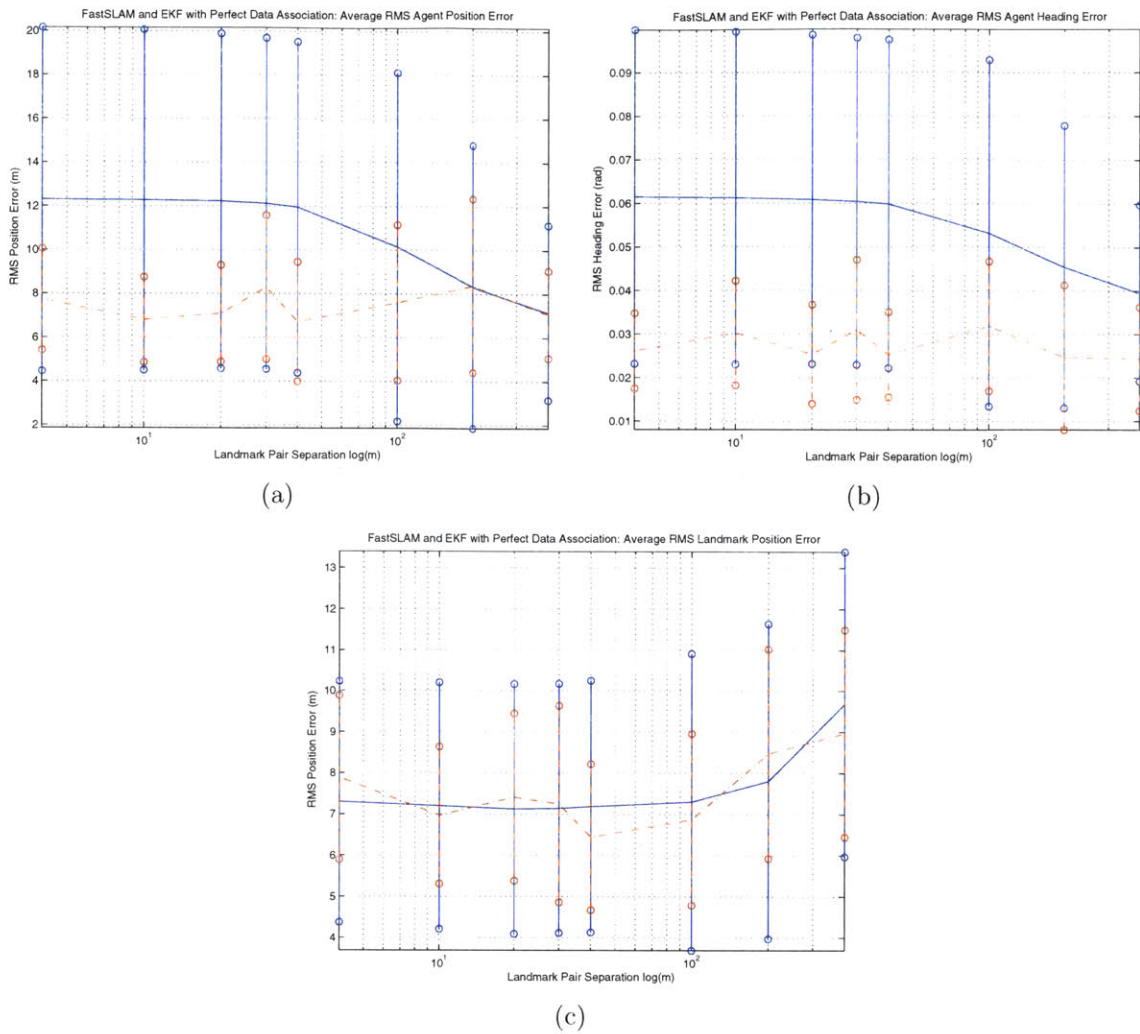 FastSLAM and EKF with Perfect Data Association: Average RMS Agent Position Error
RMS Position Error (m)
20
18
16
14
12
10
8
6
4
2
10¹
10²
Landmark Pair Separation log(m)
(a)
FastSLAM and EKF with Perfect Data Association: Average RMS Agent Heading Error
RMS Heading Error (rad)
0.09
0.08
0.07
0.06
0.05
0.04
0.03
0.02
0.01
10¹
10²
Landmark Pair Separation log(m)
(b)
FastSLAM and EKF with Perfect Data Association: Average RMS Landmark Position Error
RMS Position Error (m)
13
12
11
10
9
8
7
6
5
4
10¹
10²
Landmark Pair Separation log(m)
(c)